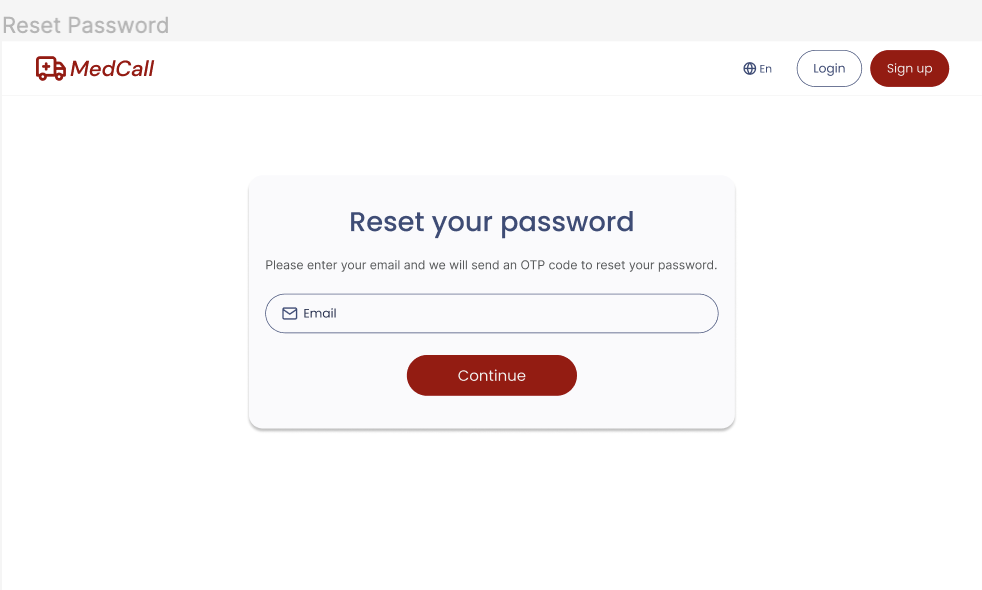 Reset Password
MedCall
En
Login
Sign up
Reset your password
Please enter your email and we will send an OTP code to reset your password.
Email
Continue